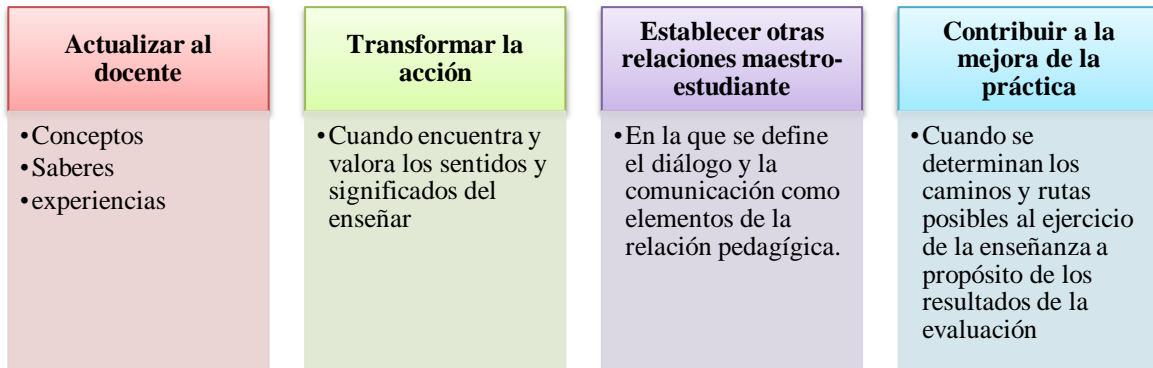 Actualizar al
docente
•Conceptos
•Saberes
•experiencias
Transformar la
acción
•Cuando encuentra y
valora los sentidos y
significados del
enseñar
Establecer otras
relaciones maestro-
estudiante
•En la que se define
el diálogo y la
comunicación como
elementos de la
relación pedagígica.
Contribuir a la
mejora de la
práctica
•Cuando se
determinan los
caminos y rutas
posibles al ejercicio
de la enseñanza a
propósito de los
resultados de la
evaluación